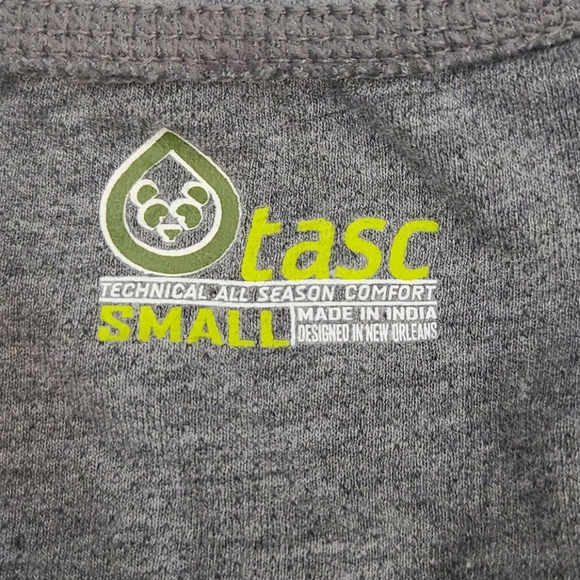 tasc
TECHNICAL ALL SEASON COMFORT
SMALL
MADE IN INDIA
DESIGNED IN NEW ORLEANS